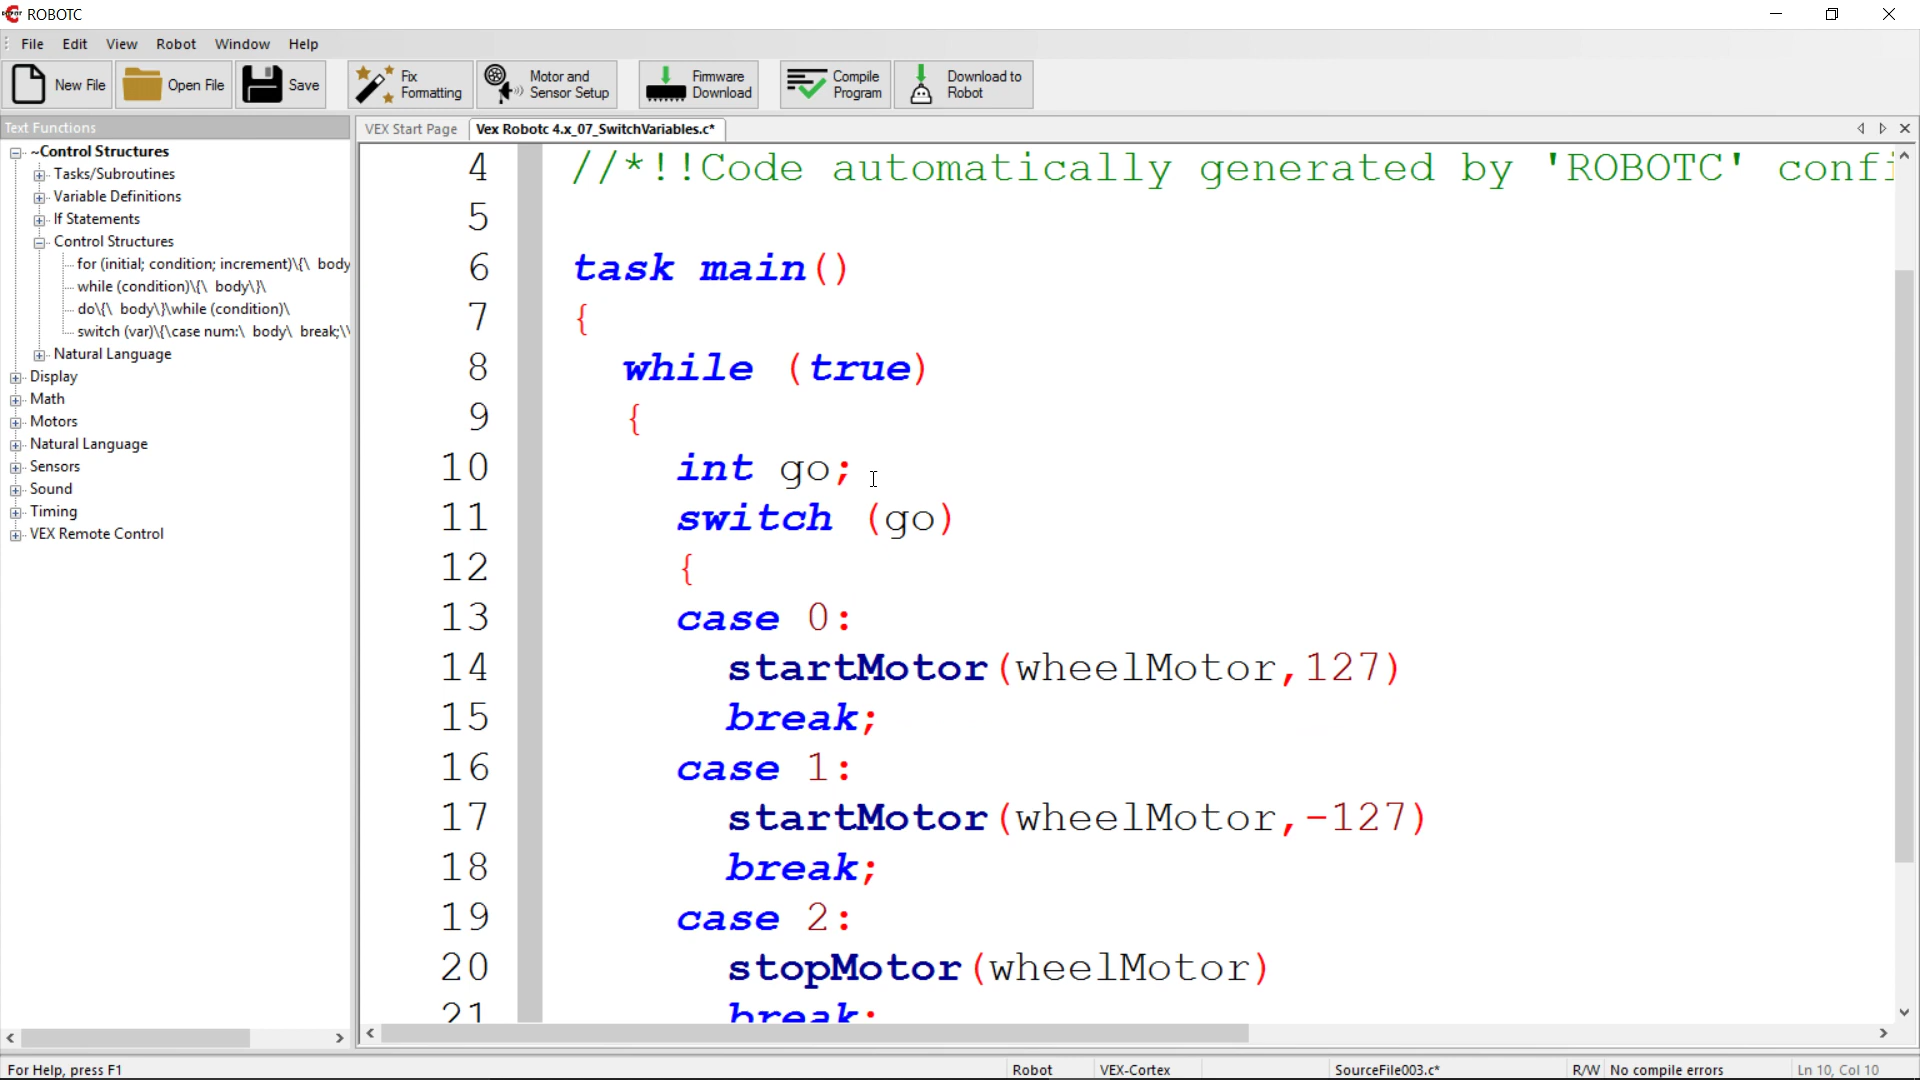 ROBOTC
File Edit View Robot Window Help
New File Open File Save Fix Formatting Motor and Sensor Setup Firmware Download Compile Program Download to Robot
Text Functions
VEX Start Page Vex Robotc 4.x_07_SwitchVariables.c*
~Control Structures
Tasks/Subroutines
Variable Definitions
If Statements
Control Structures
for (initial; condition; increment)\{\ body
while (condition)\{\ body\}\
do\{\ body\}\while (condition)\
switch (var)\{\case num:\ body\ break;\\
Natural Language
Display
Math
Motors
Natural Language
Sensors
Sound
Timing
VEX Remote Control
4 //*!!Code automatically generated by 'ROBOTC' confi
5
6 task main()
7 {
8 while (true)
9 {
10 int go;
11 switch (go)
12 {
13 case 0:
14 startMotor(wheelMotor,127)
15 break;
16 case 1:
17 startMotor(wheelMotor,-127)
18 break;
19 case 2:
20 stopMotor(wheelMotor)
21 break;
For Help, press F1 Robot VEX-Cortex SourceFile003.c* R/W No compile errors Ln 10, Col 10